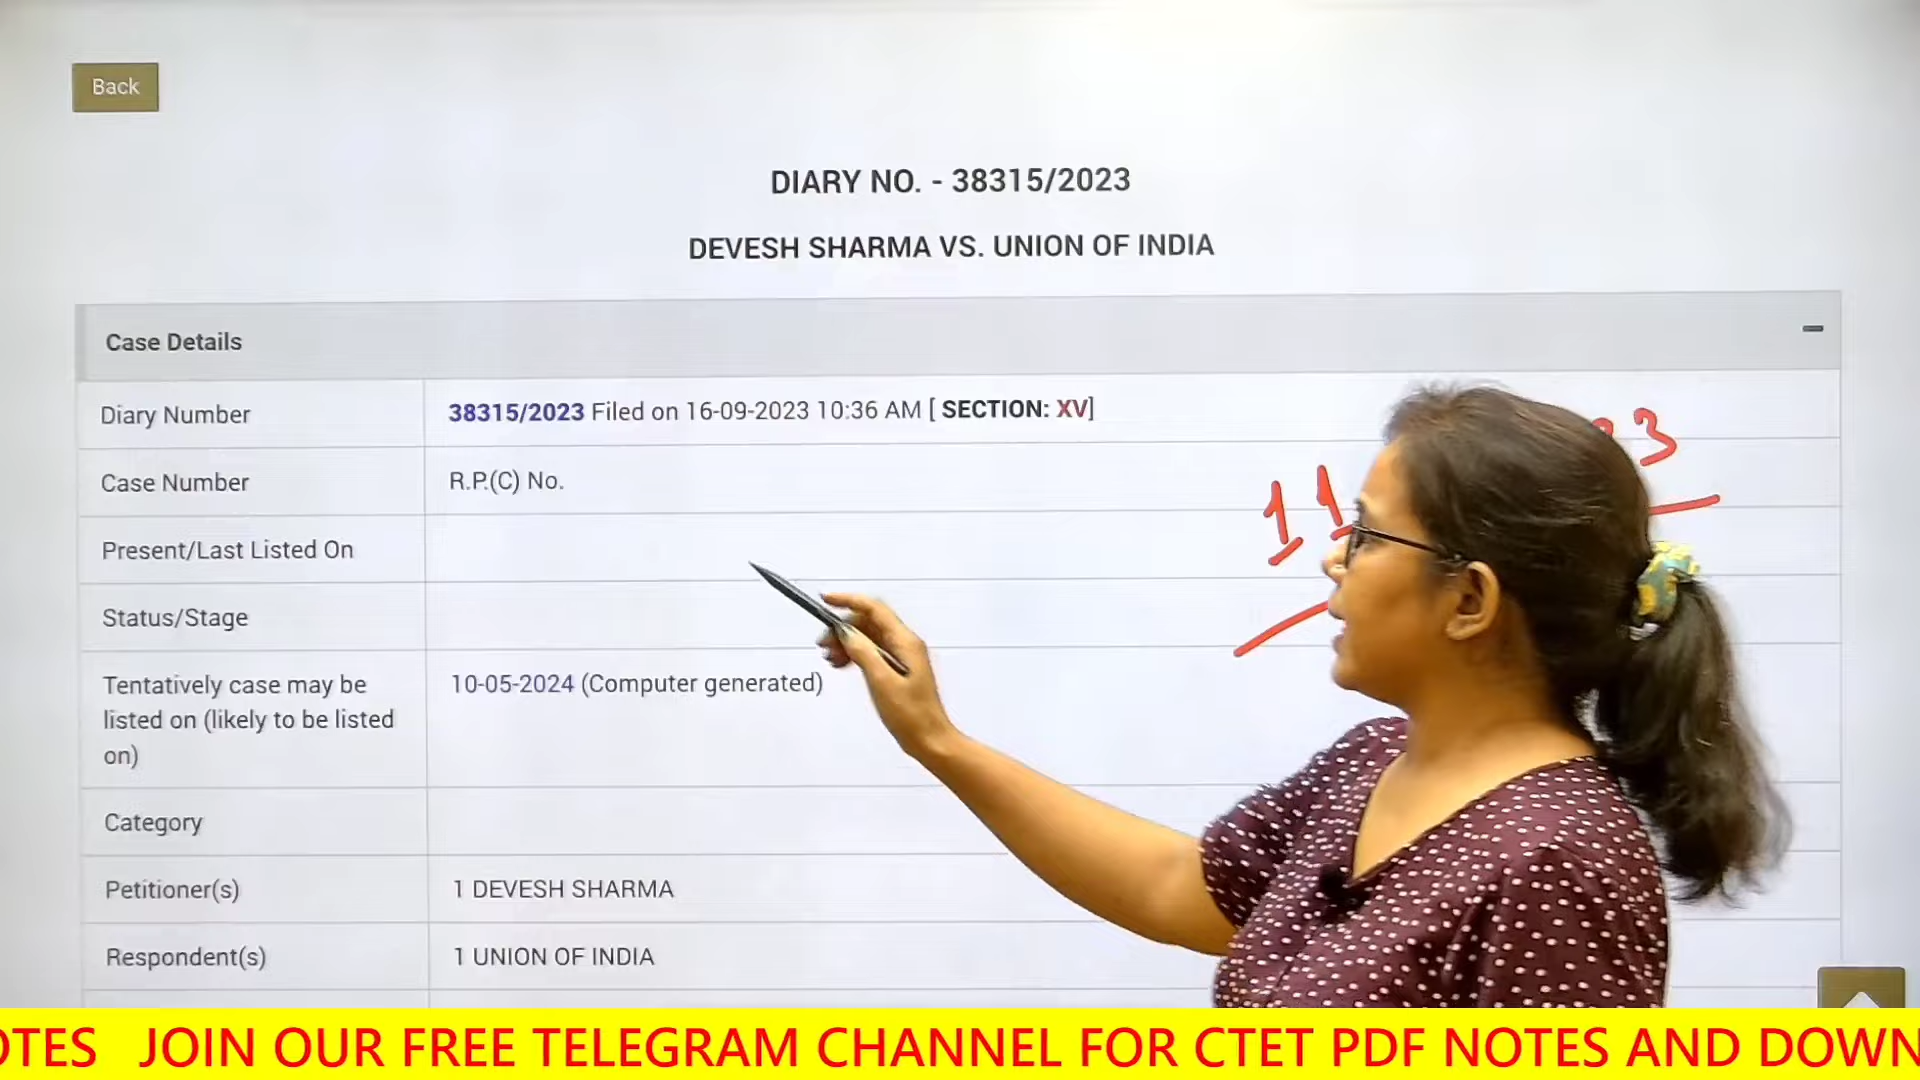 Back
DIARY NO. - 38315/2023
DEVESH SHARMA VS. UNION OF INDIA
Case Details
Diary Number 38315/2023 Filed on 16-09-2023 10:36 AM [ SECTION: XV]
Case Number R.P.(C) No.
Present/Last Listed On
Status/Stage
Tentatively case may be
listed on (likely to be listed
on)
10-05-2024 (Computer generated)
Category
Petitioner(s) 1 DEVESH SHARMA
Respondent(s) 1 UNION OF INDIA
11
3
OTES JOIN OUR FREE TELEGRAM CHANNEL FOR CTET PDF NOTES AND DOWN